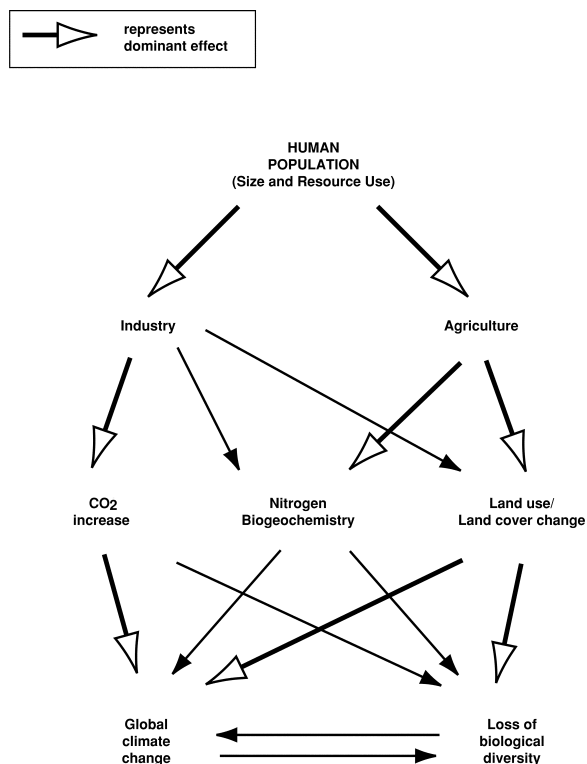 represents
dominant effect
HUMAN
POPULATION
(Size and Resource Use)
Industry
Agriculture
CO2
increase
Nitrogen
Biogeochemistry
Land use/
Land cover change
Global
climate
change
Loss of
biological
diversity